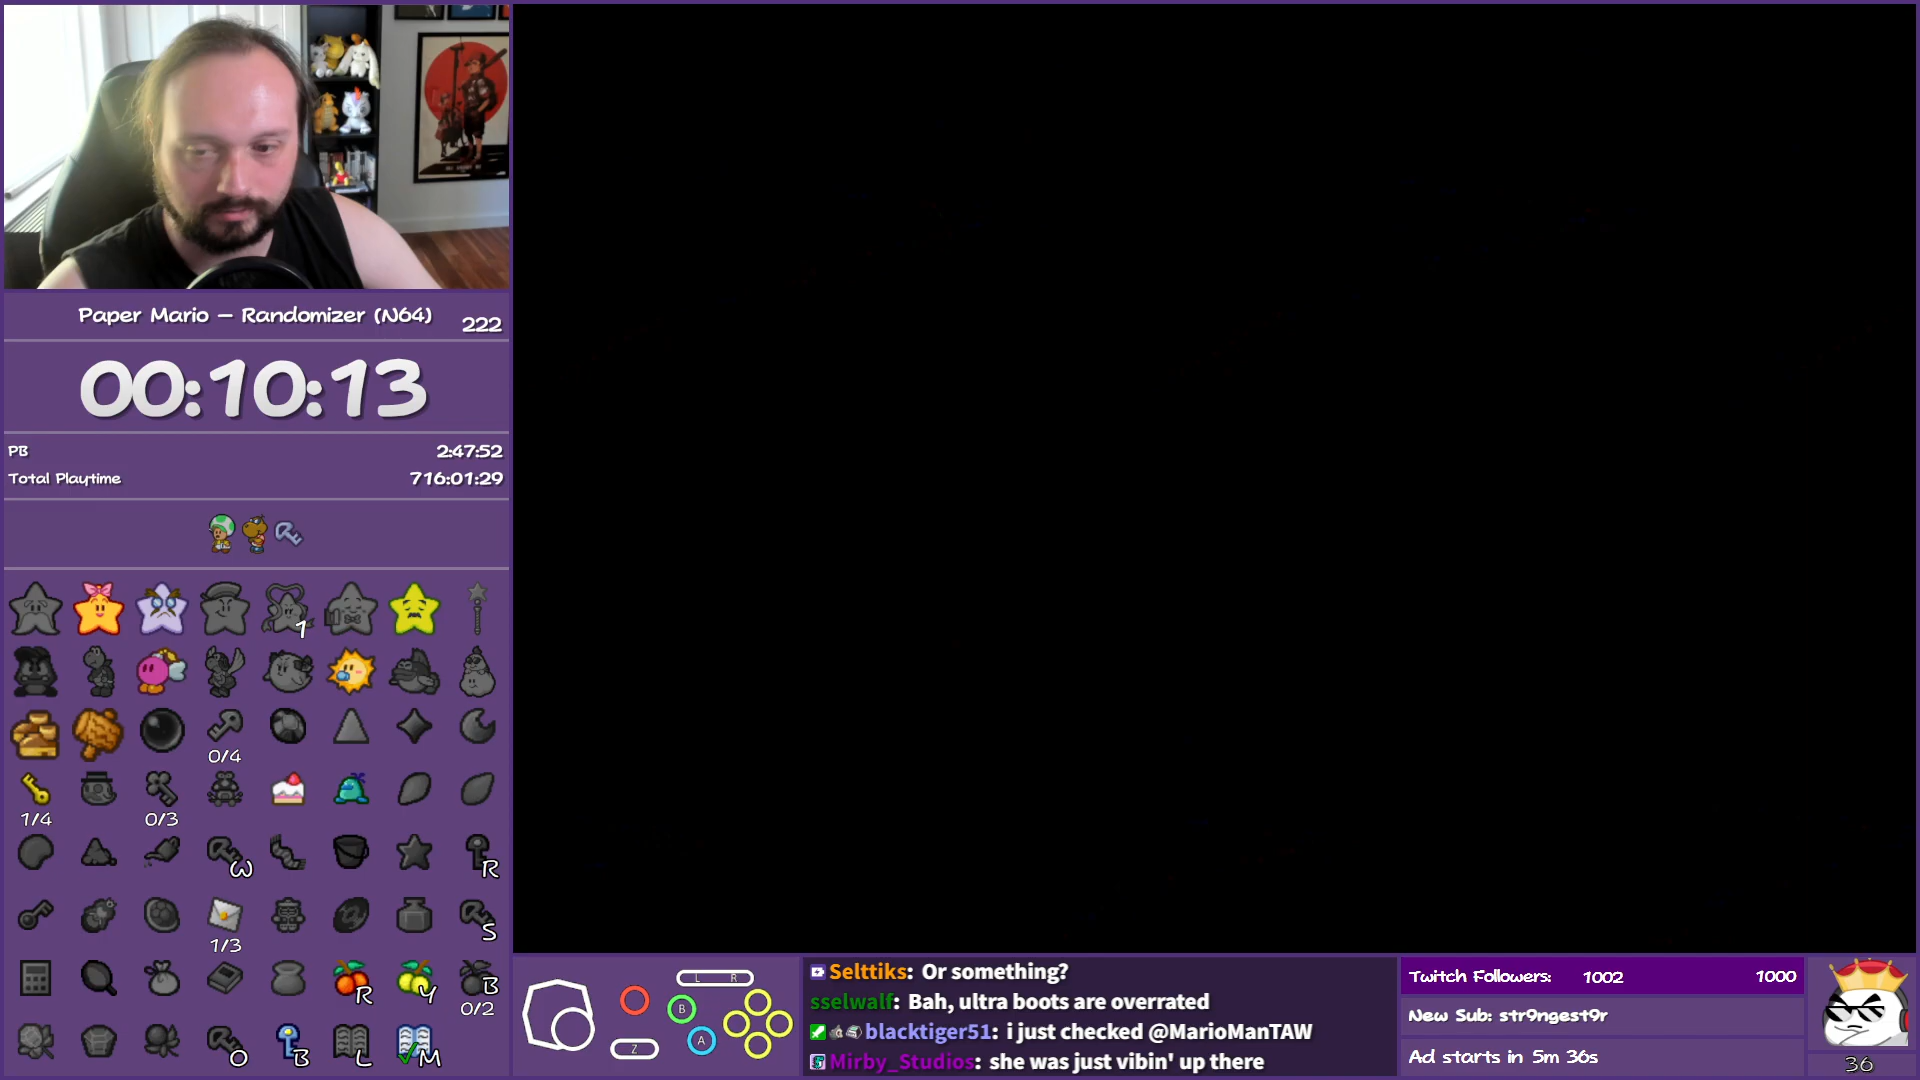 Paper Mario – Randomizer (N64)
222
00:10:13
PB 2:47:52
Total Playtime 716:01:29
1
0/4
1/4
0/3
W
R
1/3
S
R
Y
B
0/2
O
B
L
M
L R
B
A
Z
Selttiks: Or something?
sselwalf: Bah, ultra boots are overrated
blacktiger51: i just checked @MarioManTAW
Mirby_Studios: she was just vibin' up there
Twitch Followers: 1002 1000
New Sub: str9ngest9r
Ad starts in 5m 36s
36